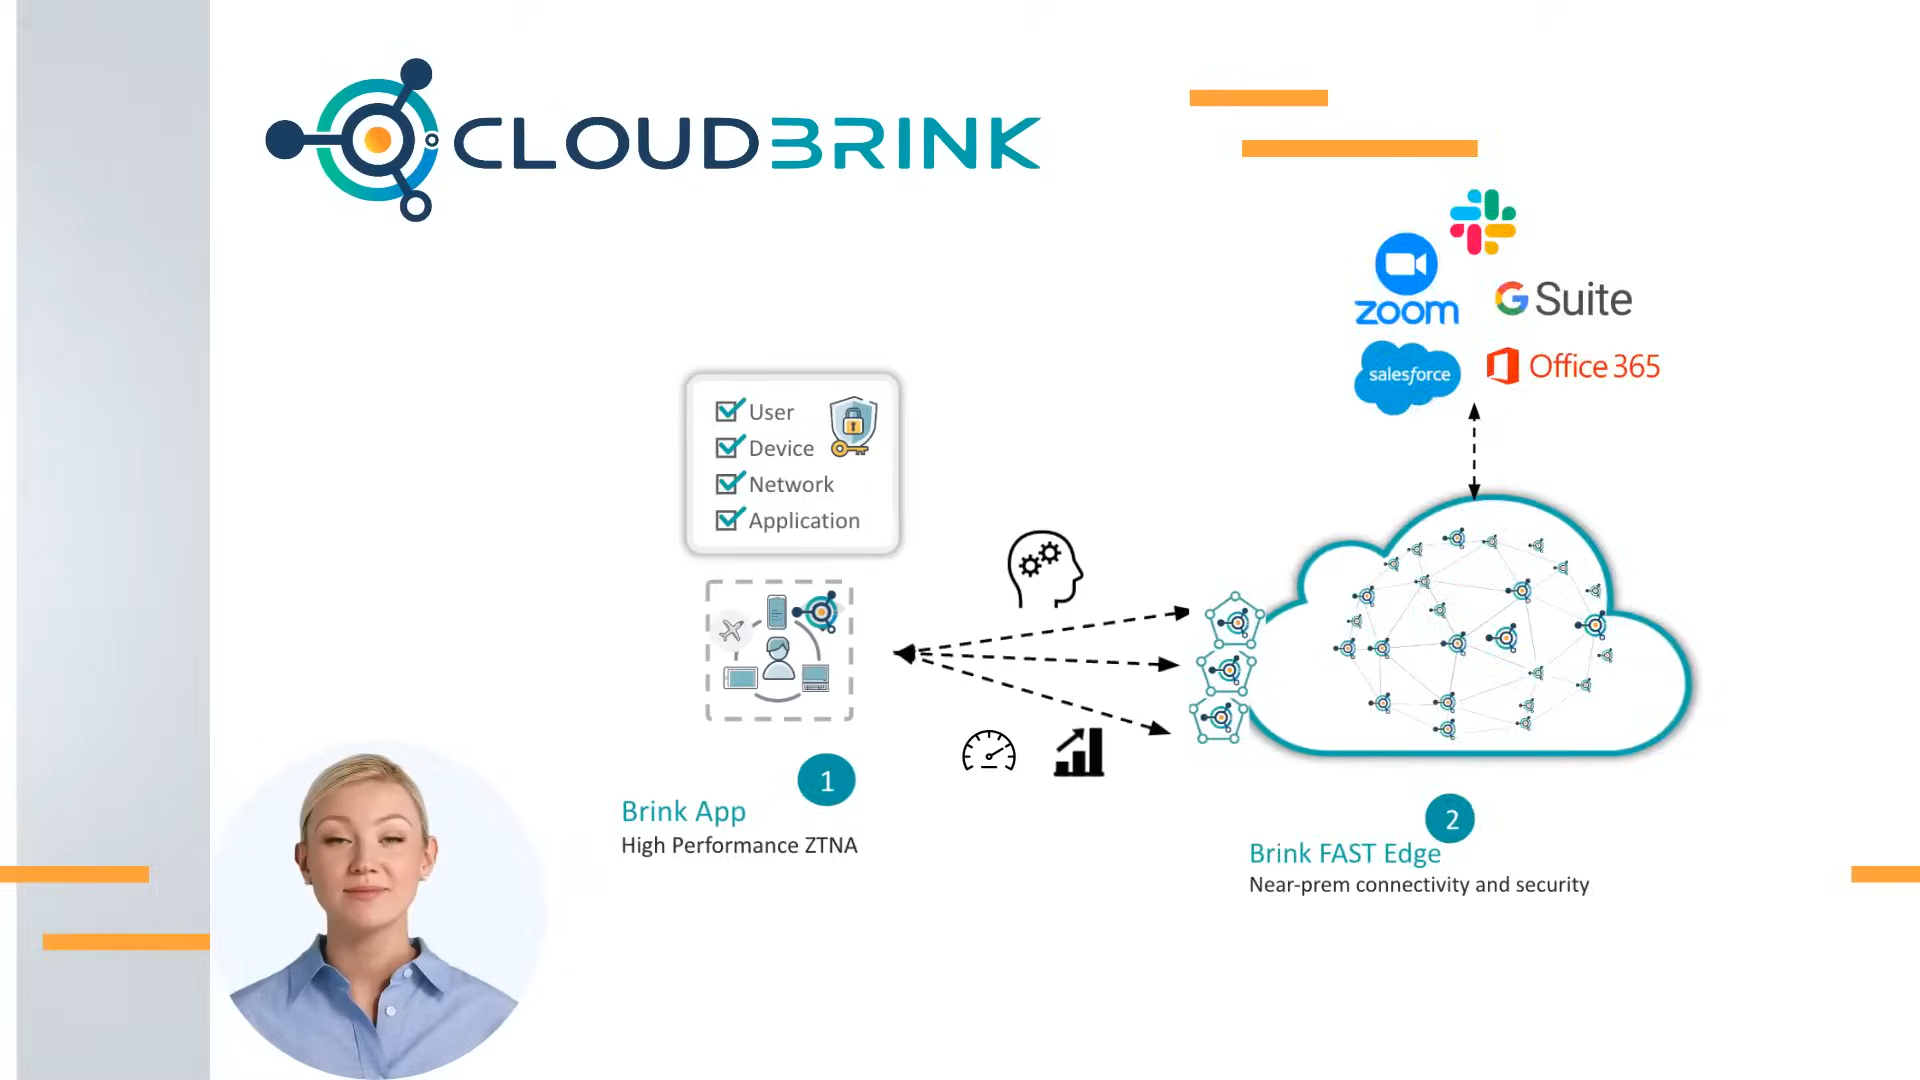 CLOUDBRINK
zoom
G Suite
salesforce
Office 365
User
Device
Network
Application
1
Brink App
High Performance ZTNA
2
Brink FAST Edge
Near-prem connectivity and security